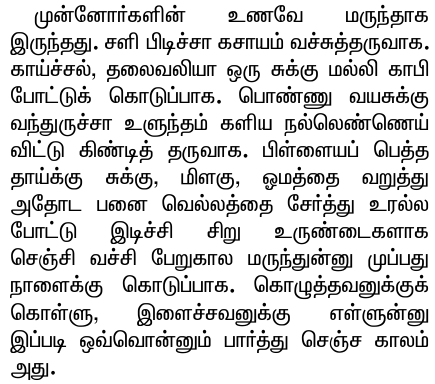 முன்னோர்களின் உணவே மருந்தாக
இருந்தது. சளி பிடிச்சா கசாயம் வச்சுத்தருவாக.
காய்ச்சல், தலைவலியா ஒரு சுக்கு மல்லி காபி
போட்டுக் கொடுப்பாக. பொண்ணு வயசுக்கு
வந்துருச்சா உளுந்தம் களிய நல்லெண்ணெய்
விட்டு கிண்டித் தருவாக. பிள்ளையப் பெத்த
தாய்க்கு சுக்கு, மிளகு, ஓமத்தை வறுத்து
அதோட பனை வெல்லத்தை சேர்த்து உரல்ல
போட்டு இடிச்சி சிறு உருண்டைகளாக
செஞ்சி வச்சி பேறுகால மருந்துன்னு முப்பது
நாளைக்கு கொடுப்பாக. கொழுத்தவனுக்குக்
கொள்ளு, இளைச்சவனுக்கு எள்ளுன்னு
இப்படி ஒவ்வொன்னும் பார்த்து செஞ்ச காலம்
அது.